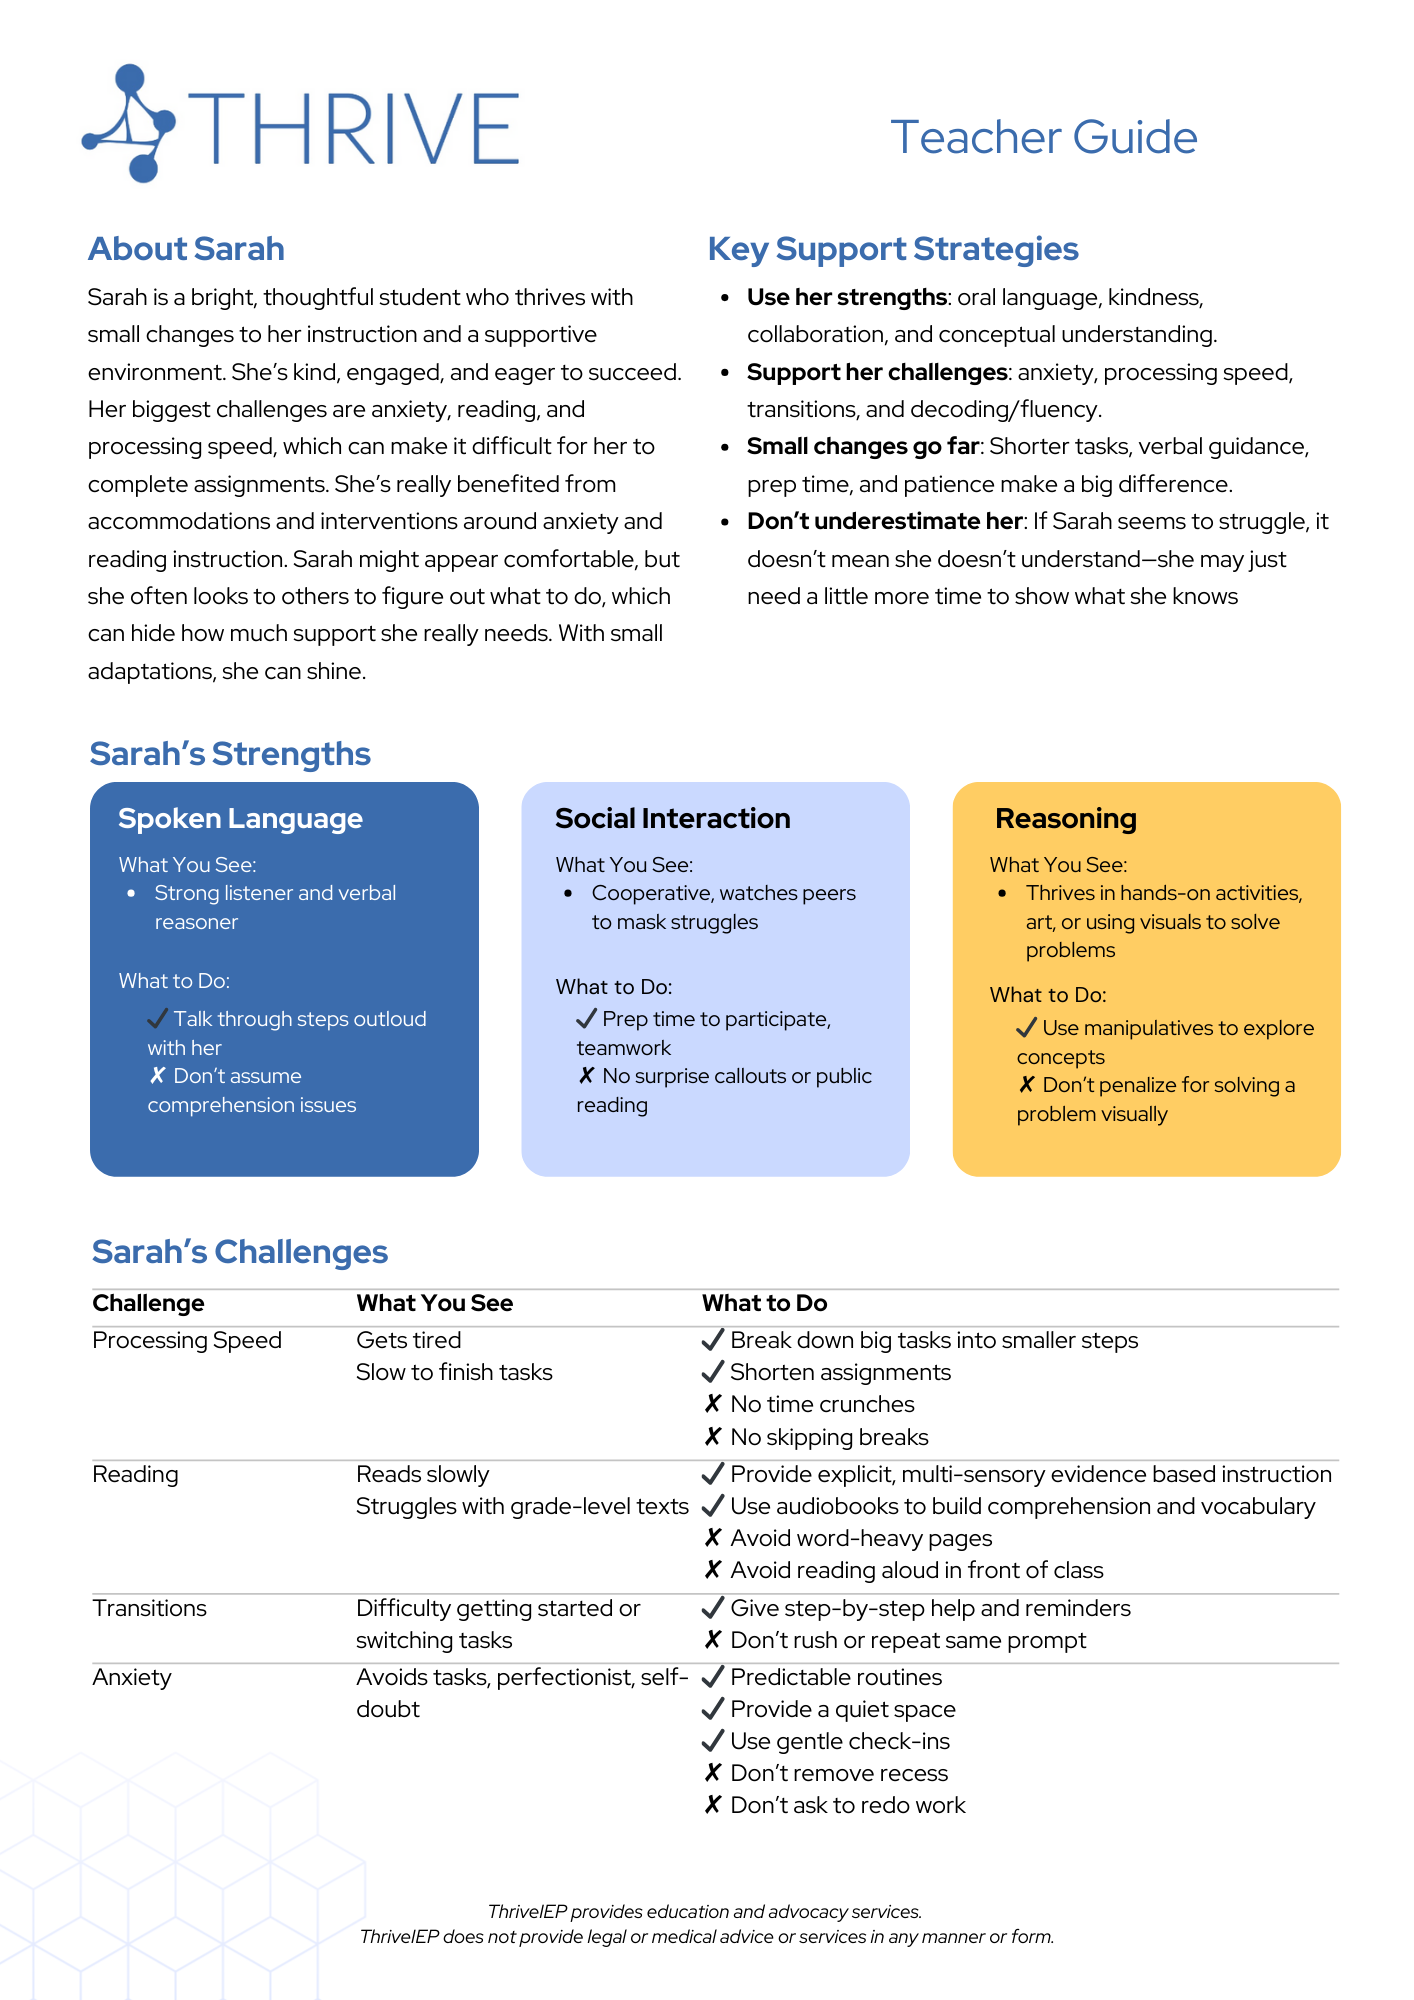 THRIVE
Teacher Guide
About Sarah
Sarah is a bright, thoughtful student who thrives with
small changes to her instruction and a supportive
environment. She’s kind, engaged, and eager to succeed.
Her biggest challenges are anxiety, reading, and
processing speed, which can make it difficult for her to
complete assignments. She’s really benefited from
accommodations and interventions around anxiety and
reading instruction. Sarah might appear comfortable, but
she often looks to others to figure out what to do, which
can hide how much support she really needs. With small
adaptations, she can shine.
Key Support Strategies
• Use her strengths: oral language, kindness,
collaboration, and conceptual understanding.
• Support her challenges: anxiety, processing speed,
transitions, and decoding/fluency.
• Small changes go far: Shorter tasks, verbal guidance,
prep time, and patience make a big difference.
• Don’t underestimate her: If Sarah seems to struggle, it
doesn’t mean she doesn’t understand—she may just
need a little more time to show what she knows
Sarah’s Strengths
Spoken Language
What You See:
• Strong listener and verbal
reasoner
What to Do:
✓ Talk through steps outloud
with her
✗ Don’t assume
comprehension issues
Social Interaction
What You See:
• Cooperative, watches peers
to mask struggles
What to Do:
✓ Prep time to participate,
teamwork
✗ No surprise callouts or public
reading
Reasoning
What You See:
• Thrives in hands-on activities,
art, or using visuals to solve
problems
What to Do:
✓ Use manipulatives to explore
concepts
✗ Don’t penalize for solving a
problem visually
Sarah’s Challenges
Challenge What You See What to Do
Processing Speed
Gets tired
Slow to finish tasks
✓ Break down big tasks into smaller steps
✓ Shorten assignments
✗ No time crunches
✗ No skipping breaks
Reading
Reads slowly
Struggles with grade-level texts
✓ Provide explicit, multi-sensory evidence based instruction
✓ Use audiobooks to build comprehension and vocabulary
✗ Avoid word-heavy pages
✗ Avoid reading aloud in front of class
Transitions
Difficulty getting started or
switching tasks
✓ Give step-by-step help and reminders
✗ Don’t rush or repeat same prompt
Anxiety
Avoids tasks, perfectionist, self-
doubt
✓ Predictable routines
✓ Provide a quiet space
✓ Use gentle check-ins
✗ Don’t remove recess
✗ Don’t ask to redo work
ThriveIEP provides education and advocacy services.
ThriveIEP does not provide legal or medical advice or services in any manner or form.